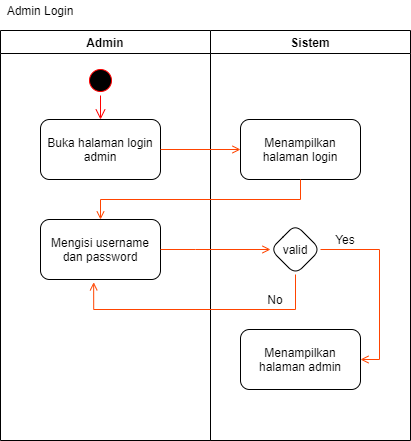 Admin Login
Admin
Sistem
Buka halaman login
admin
Menampilkan
halaman login
Mengisi username
dan password
valid
Yes
No
Menampilkan
halaman admin